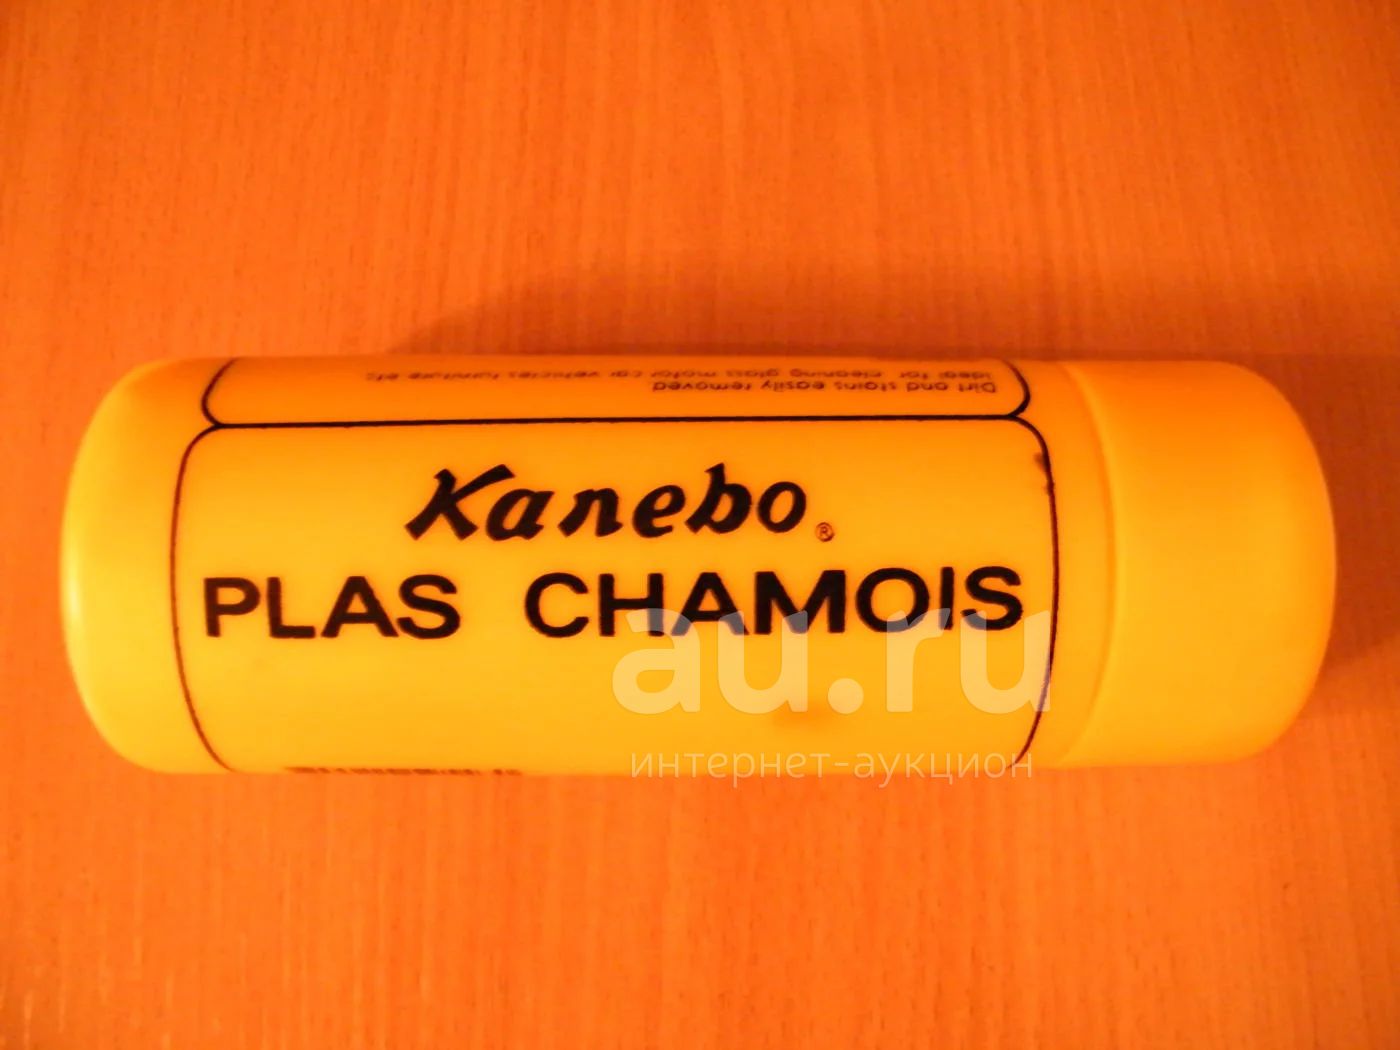 Dirt and stains easily removed
ideal for cleaning glass motor car vehicles furniture etc
Kanebo®
PLAS CHAMOIS
au.ru
интернет-аукцион